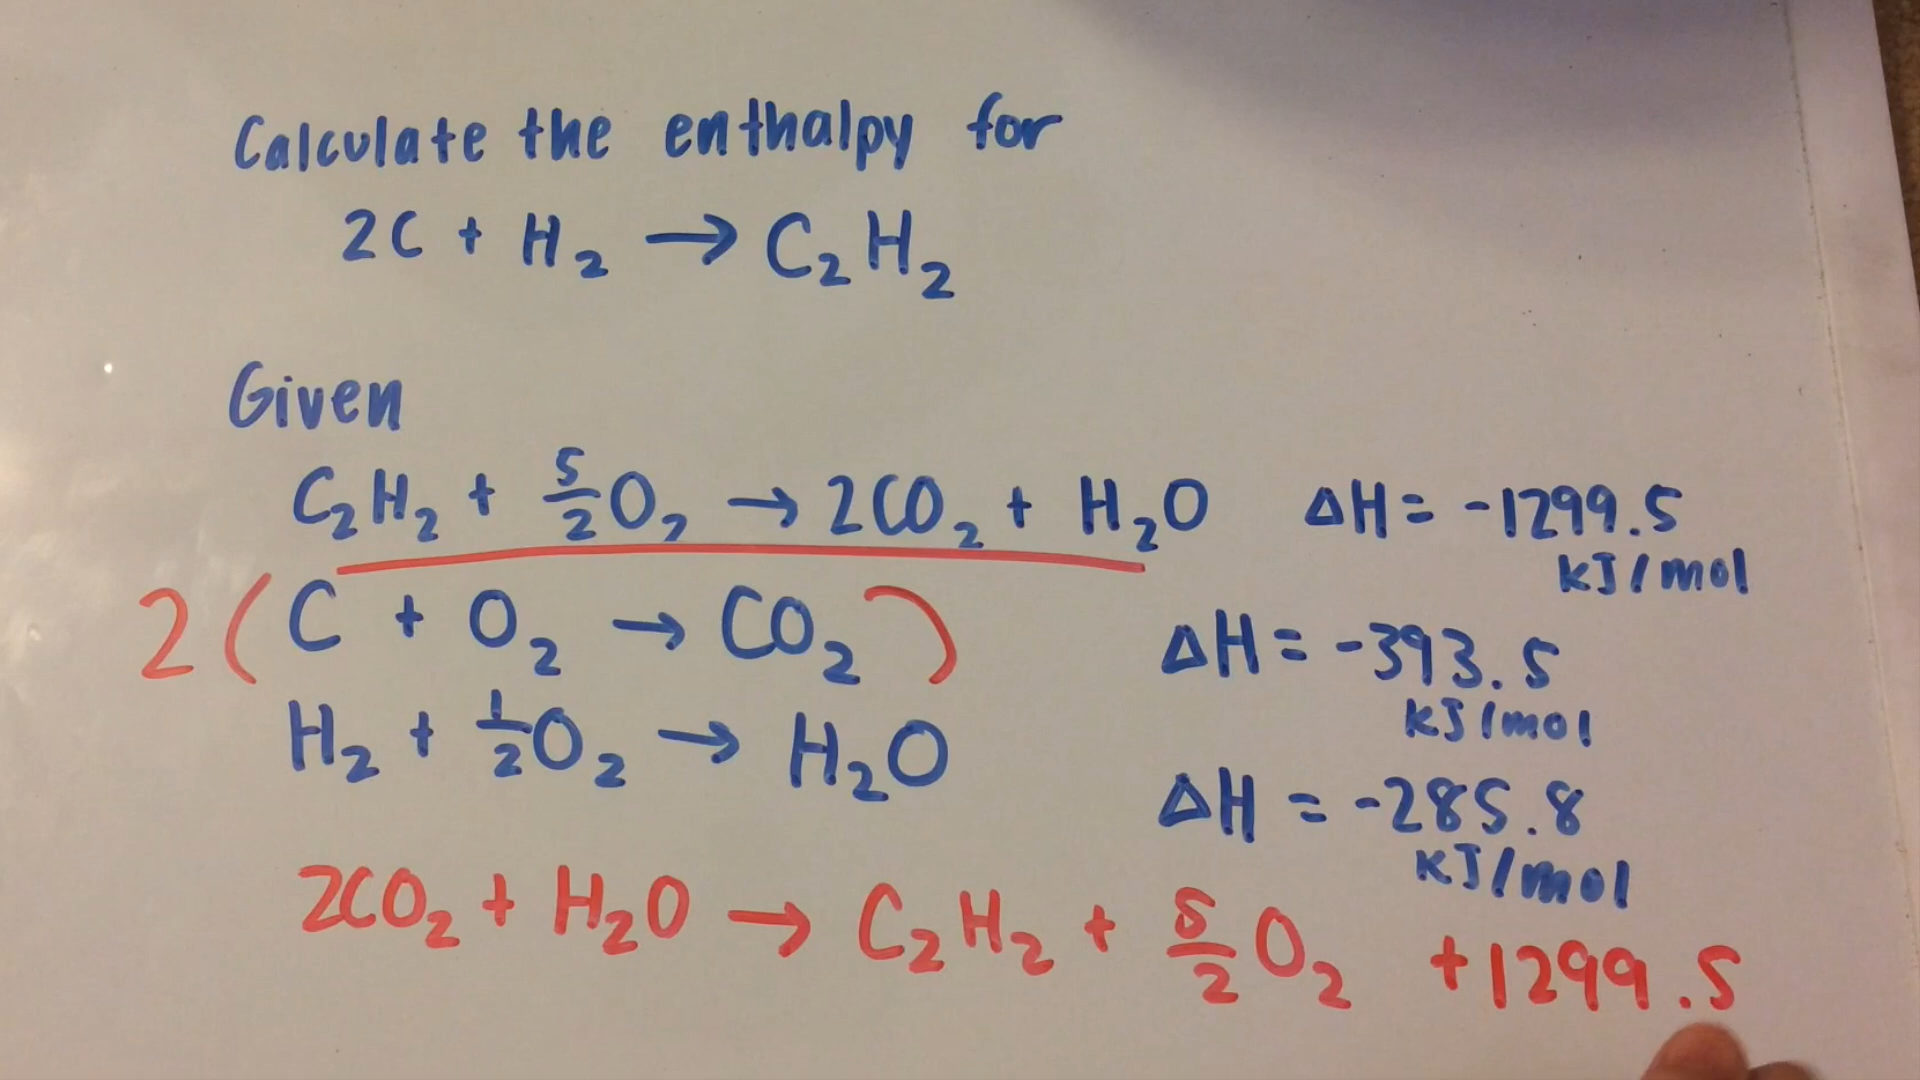 Calculate the enthalpy for
2C + H₂ → C₂H₂
Given
C₂H₂ + 5/2 O₂ → 2CO₂ + H₂O ΔH = -1299.5
kJ/mol
2(C + O₂ → CO₂) ΔH = -393.5
kJ/mol
H₂ + 1/2 O₂ → H₂O ΔH = -285.8
kJ/mol
2CO₂ + H₂O → C₂H₂ + 5/2 O₂ +1299.5